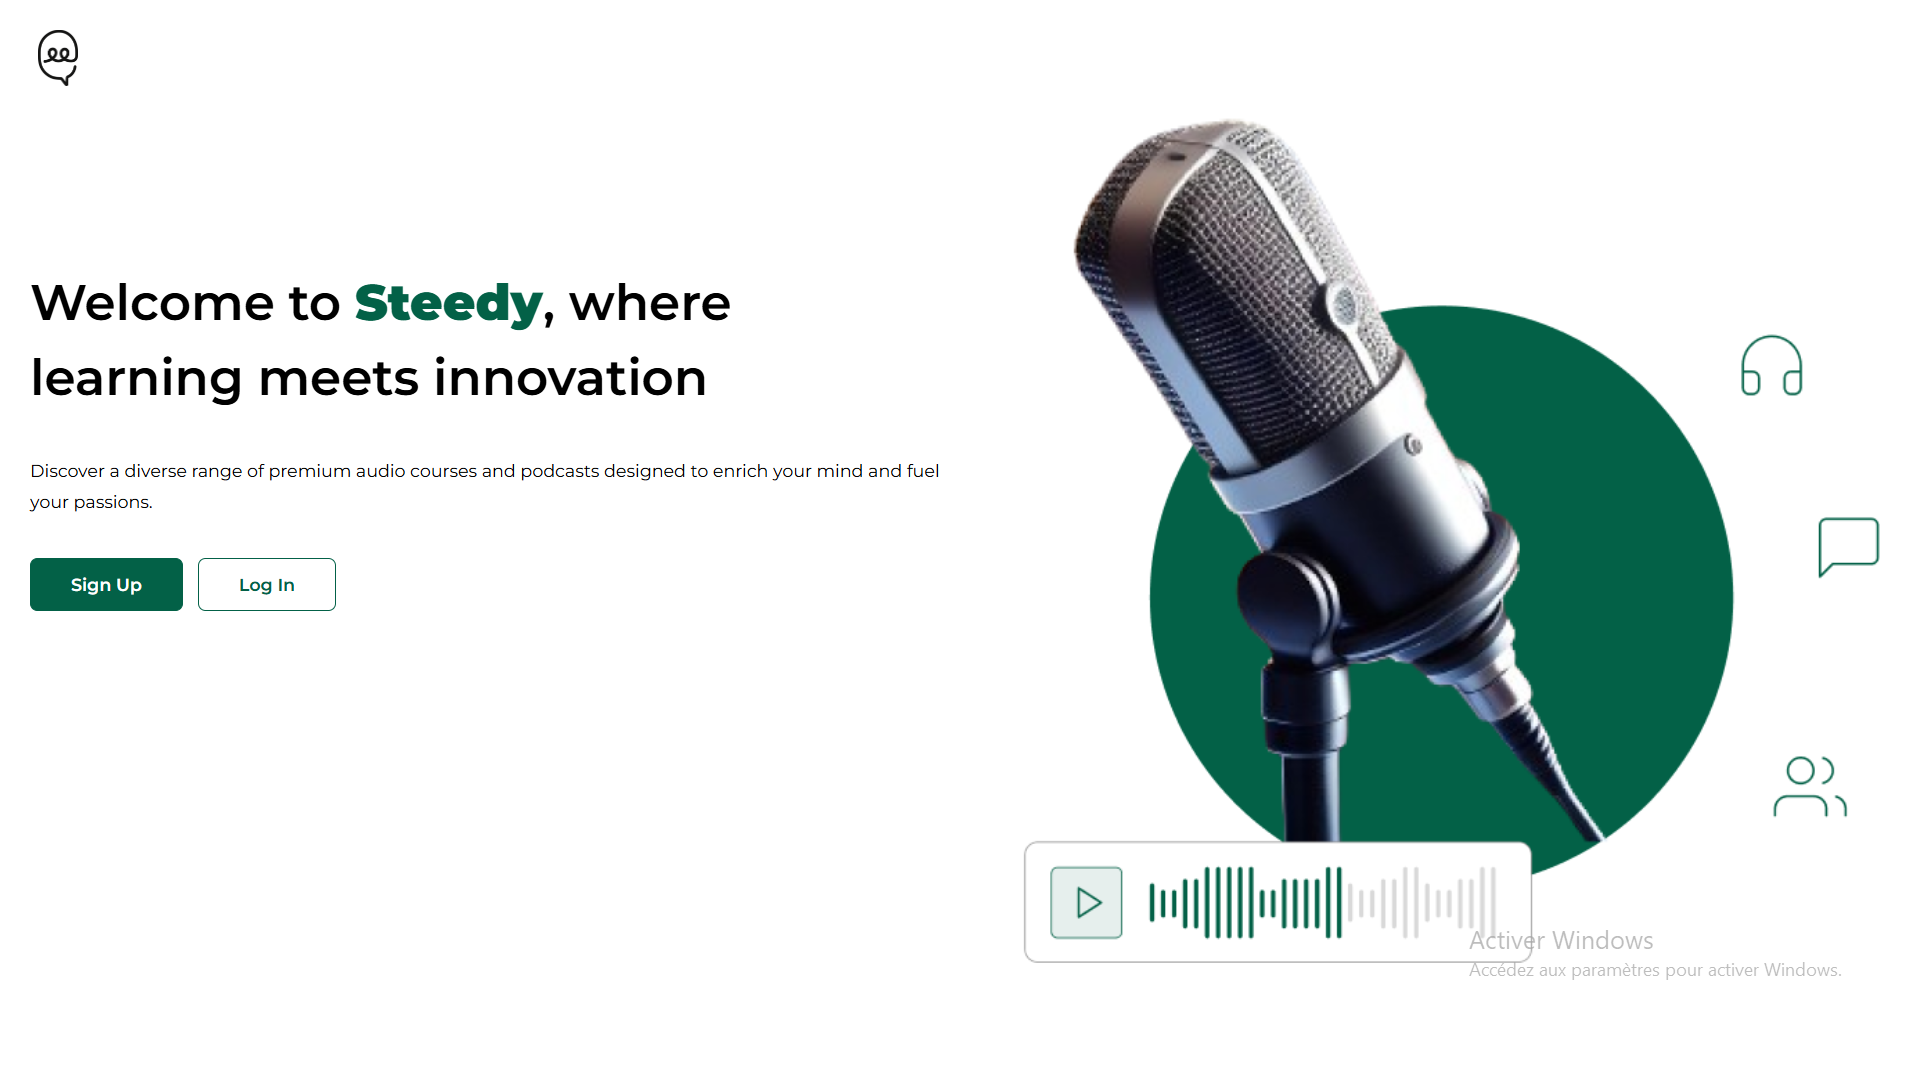 Welcome to Steedy, where
learning meets innovation
Discover a diverse range of premium audio courses and podcasts designed to enrich your mind and fuel
your passions.
Sign Up
Log In
Activer Windows
Accédez aux paramètres pour activer Windows.